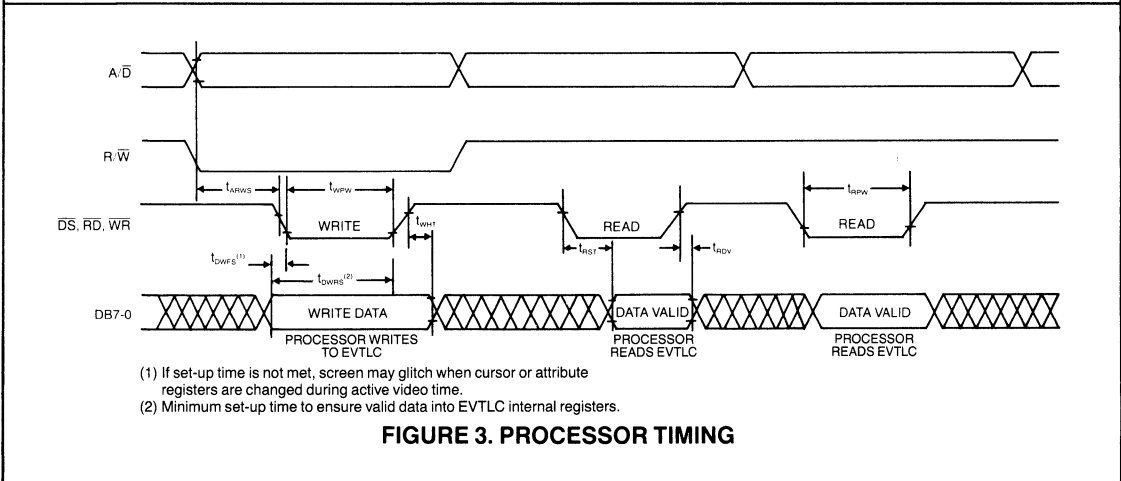 A/D̅
R/W̅
tARWS
tWPW
D̅S̅, R̅D̅, W̅R̅
WRITE
tWHT
READ
tRPW
READ
tRST
tRDV
tDWFS(1)
tDWRS(2)
DB7-0
WRITE DATA
DATA VALID
DATA VALID
PROCESSOR WRITES
TO EVTLC
PROCESSOR
READS EVTLC
PROCESSOR
READS EVTLC
(1) If set-up time is not met, screen may glitch when cursor or attribute
registers are changed during active video time.
(2) Minimum set-up time to ensure valid data into EVTLC internal registers.
FIGURE 3. PROCESSOR TIMING